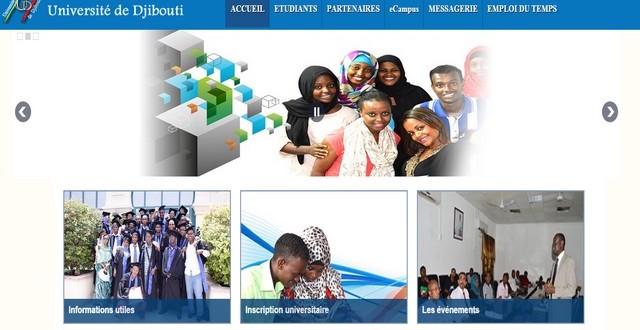 Université de Djibouti
ACCUEIL ETUDIANTS PARTENAIRES eCampus MESSAGERIE EMPLOI DU TEMPS
Informations utiles
Inscription universitaire
Les événements